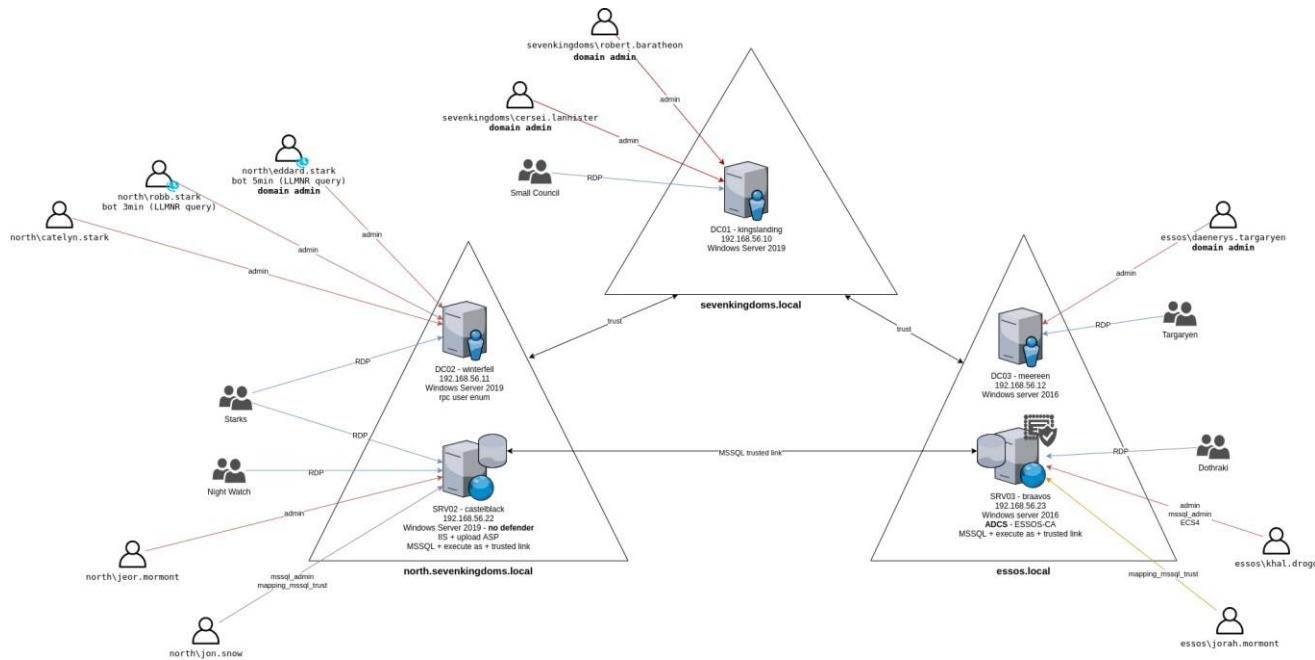 sevenkingdoms\robert.baratheon
domain admin
admin
sevenkingdoms\cersei.lannister
domain admin
admin
Small Council
RDP
DC01 - kingslanding
192.168.56.10
Windows Server 2019
sevenkingdoms.local
north\eddard.stark
bot 5min (LLMNR query)
domain admin
admin
north\robb.stark
bot 3min (LLMNR query)
admin
north\catelyn.stark
admin
trust
trust
DC02 - winterfell
192.168.56.11
Windows Server 2019
rpc user enum
Starks
RDP
RDP
Night Watch
RDP
SRV02 - castelblack
192.168.56.22
Windows Server 2019 - no defender
IIS + upload ASP
MSSQL + execute as + trusted link
north.sevenkingdoms.local
admin
north\jeor.mormont
mssql_admin
mapping_mssql_trust
north\jon.snow
MSSQL trusted link
essos\daenerys.targaryen
domain admin
admin
RDP
Targaryen
DC03 - meereen
192.168.56.12
Windows server 2016
RDP
Dothraki
SRV03 - braavos
192.168.56.23
Windows server 2016
ADCS - ESSOS-CA
MSSQL + execute as + trusted link
essos.local
admin
mssql_admin
ECS4
essos\khal.drogo
mapping_mssql_trust
essos\jorah.mormont